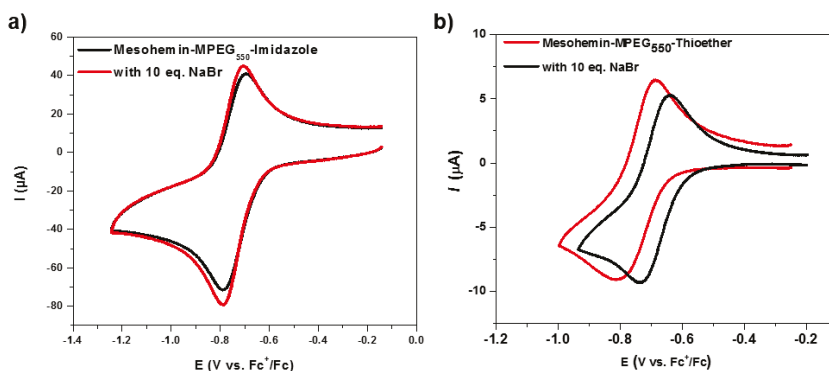 a)
Mesohemin-MPEG550-Imidazole
with 10 eq. NaBr
60
40
20
0
-20
-40
-60
-80
I (µA)
-1.4 -1.2 -1.0 -0.8 -0.6 -0.4 -0.2 0.0
E (V vs. Fc+/Fc)
b)
Mesohemin-MPEG550-Thioether
with 10 eq. NaBr
10
5
0
-5
-10
I (µA)
-1.2 -1.0 -0.8 -0.6 -0.4 -0.2
E (V vs. Fc+/Fc)